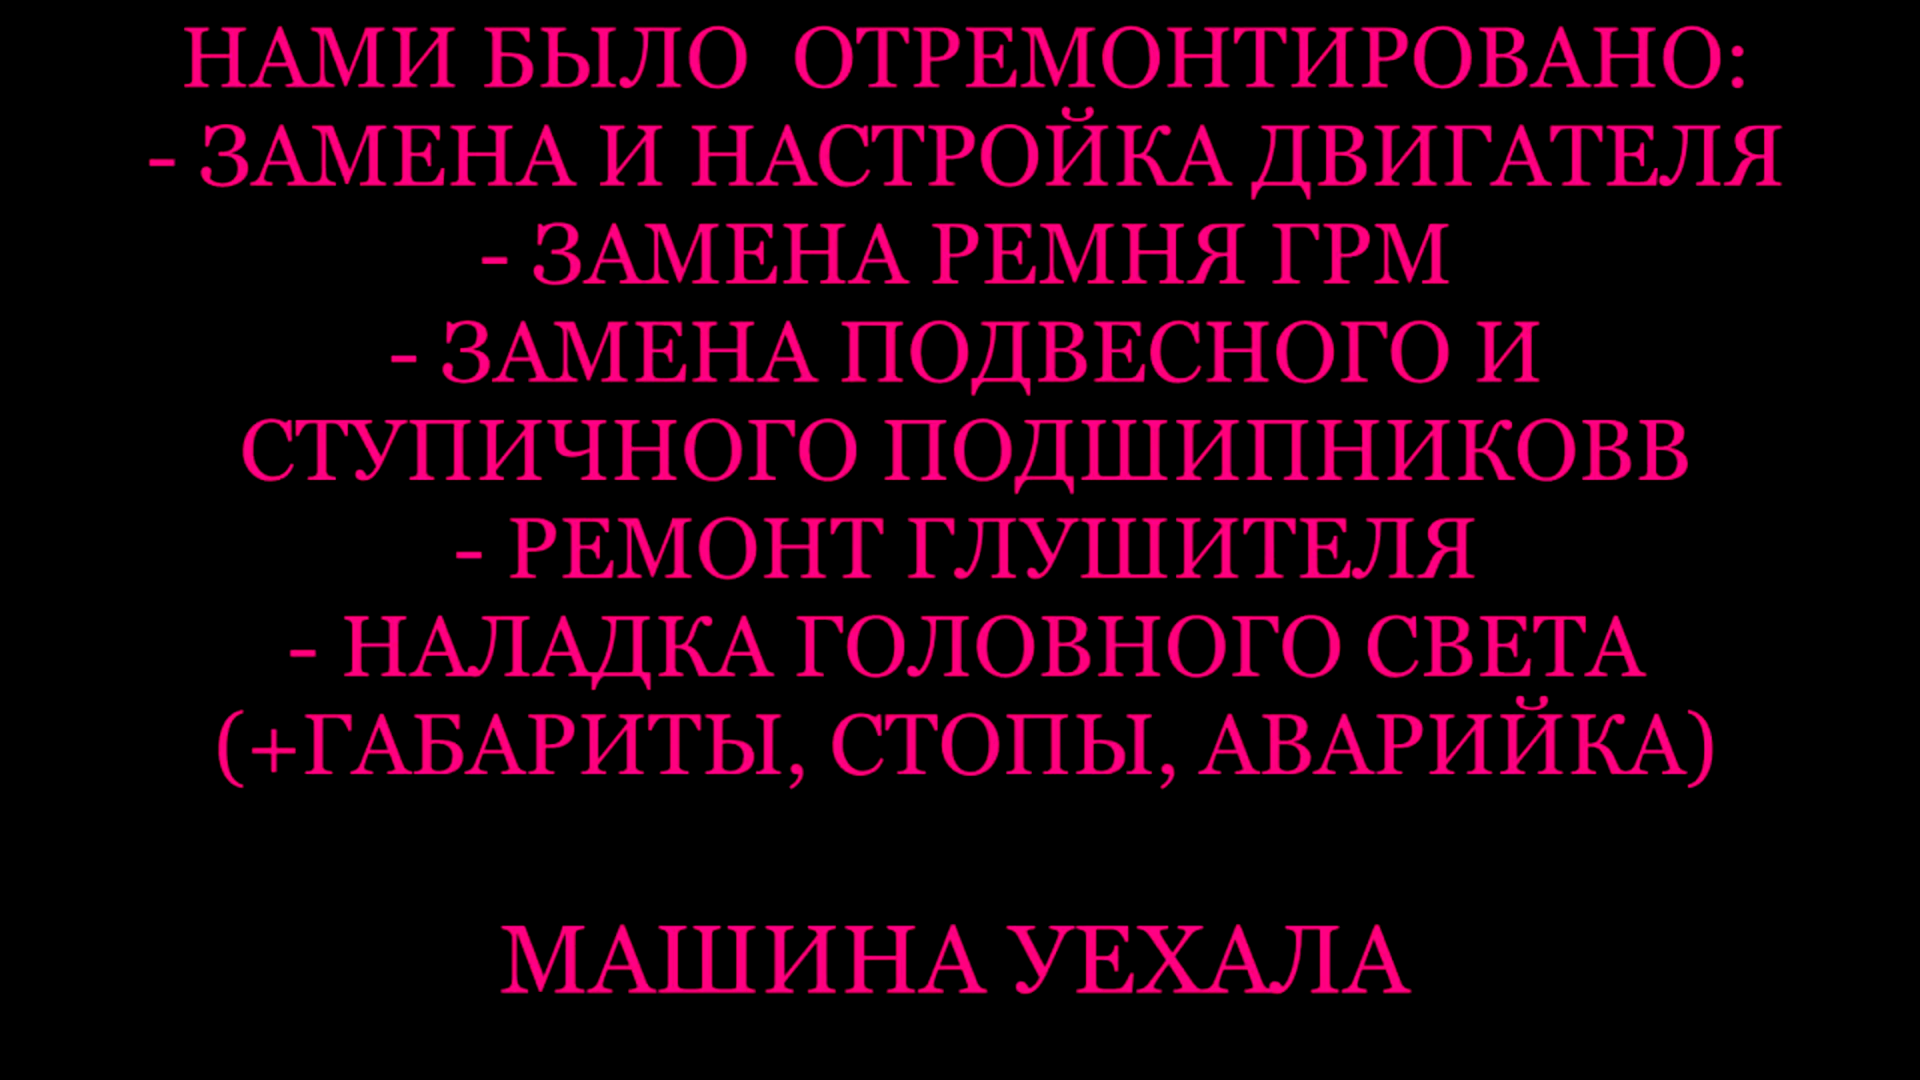 НАМИ БЫЛО  ОТРЕМОНТИРОВАНО:
- ЗАМЕНА И НАСТРОЙКА ДВИГАТЕЛЯ
- ЗАМЕНА РЕМНЯ ГРМ
- ЗАМЕНА ПОДВЕСНОГО И
СТУПИЧНОГО ПОДШИПНИКОВВ
- РЕМОНТ ГЛУШИТЕЛЯ
- НАЛАДКА ГОЛОВНОГО СВЕТА
(+ГАБАРИТЫ, СТОПЫ, АВАРИЙКА)
МАШИНА УЕХАЛА